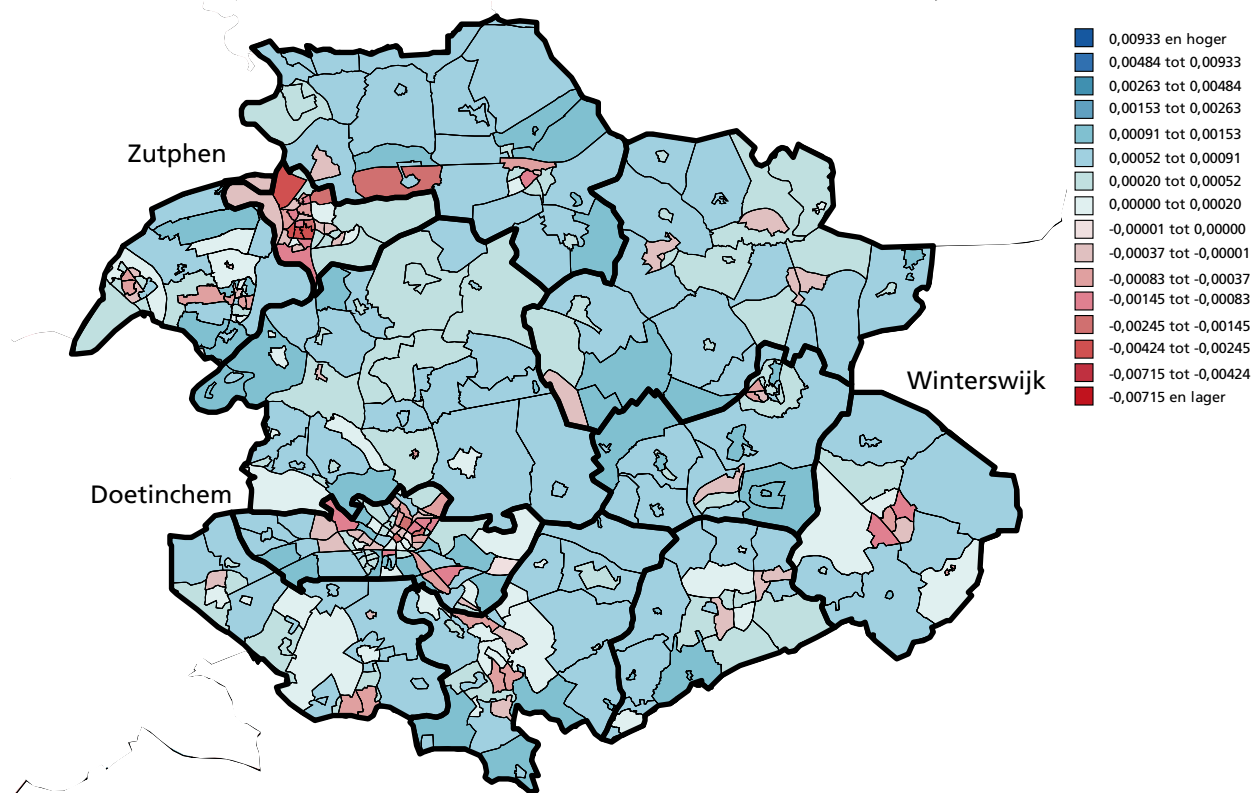 Zutphen
Doetinchem
Winterswijk
0,00933 en hoger
0,00484 tot 0,00933
0,00263 tot 0,00484
0,00153 tot 0,00263
0,00091 tot 0,00153
0,00052 tot 0,00091
0,00020 tot 0,00052
0,00000 tot 0,00020
-0,00001 tot 0,00000
-0,00037 tot -0,00001
-0,00083 tot -0,00037
-0,00145 tot -0,00083
-0,00245 tot -0,00145
-0,00424 tot -0,00245
-0,00715 tot -0,00424
-0,00715 en lager